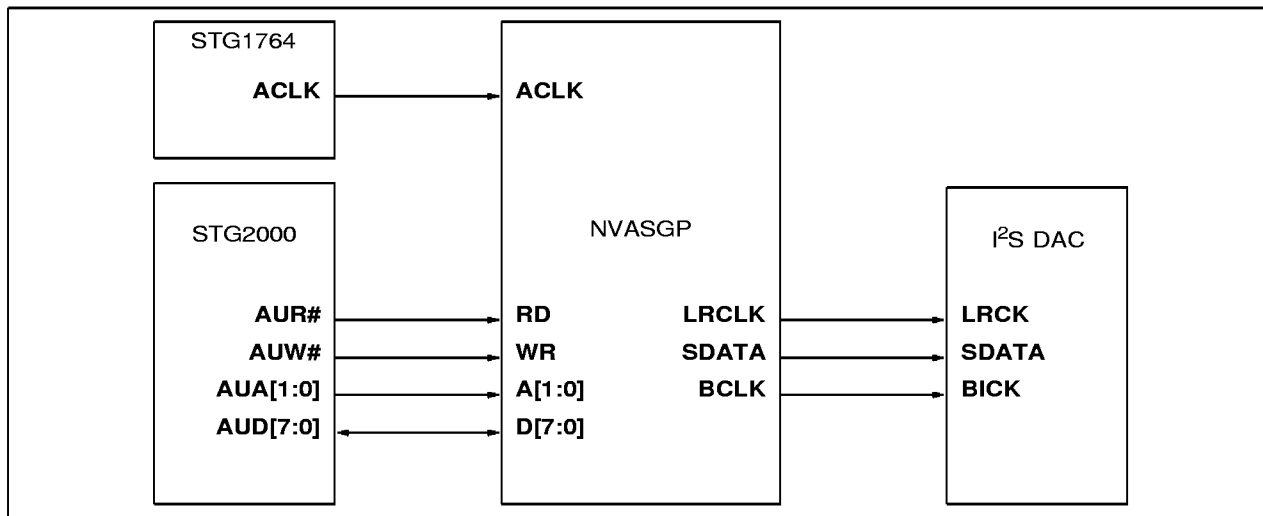 STG1764
ACLK
ACLK
STG2000
NVASGP
I²S DAC
AUR#
RD
LRCLK
LRCK
AUW#
WR
SDATA
SDATA
AUA[1:0]
A[1:0]
BCLK
BICK
AUD[7:0]
D[7:0]